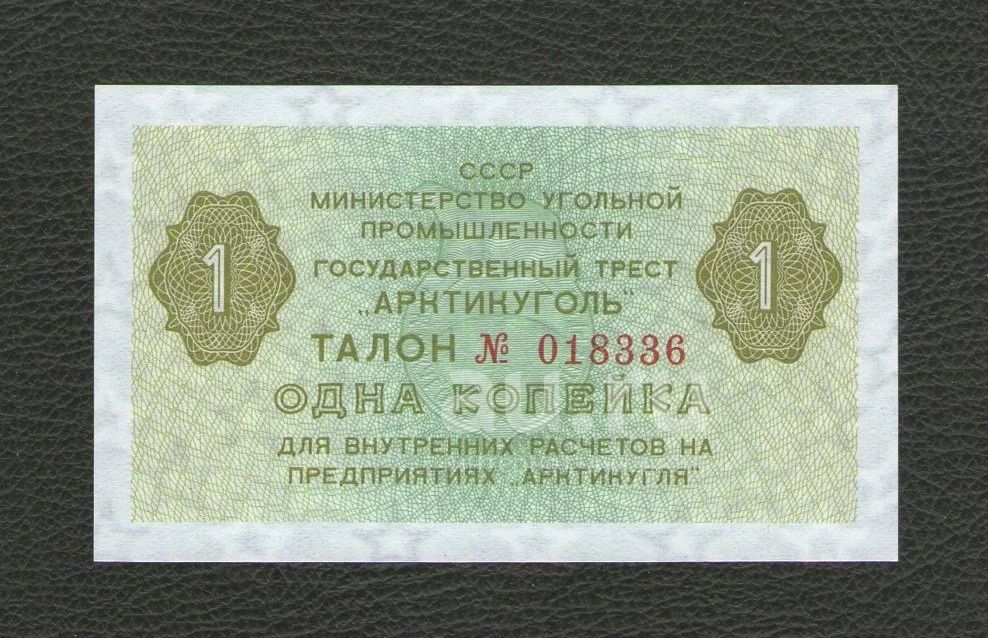 СССР
МИНИСТЕРСТВО УГОЛЬНОЙ
ПРОМЫШЛЕННОСТИ
ГОСУДАРСТВЕННЫЙ ТРЕСТ
„АРКТИКУГОЛЬ“
1
1
ТАЛОН № 018336
ОДНА КОПЕЙКА
ДЛЯ ВНУТРЕННИХ РАСЧЕТОВ НА
ПРЕДПРИЯТИЯХ „АРКТИКУГЛЯ“